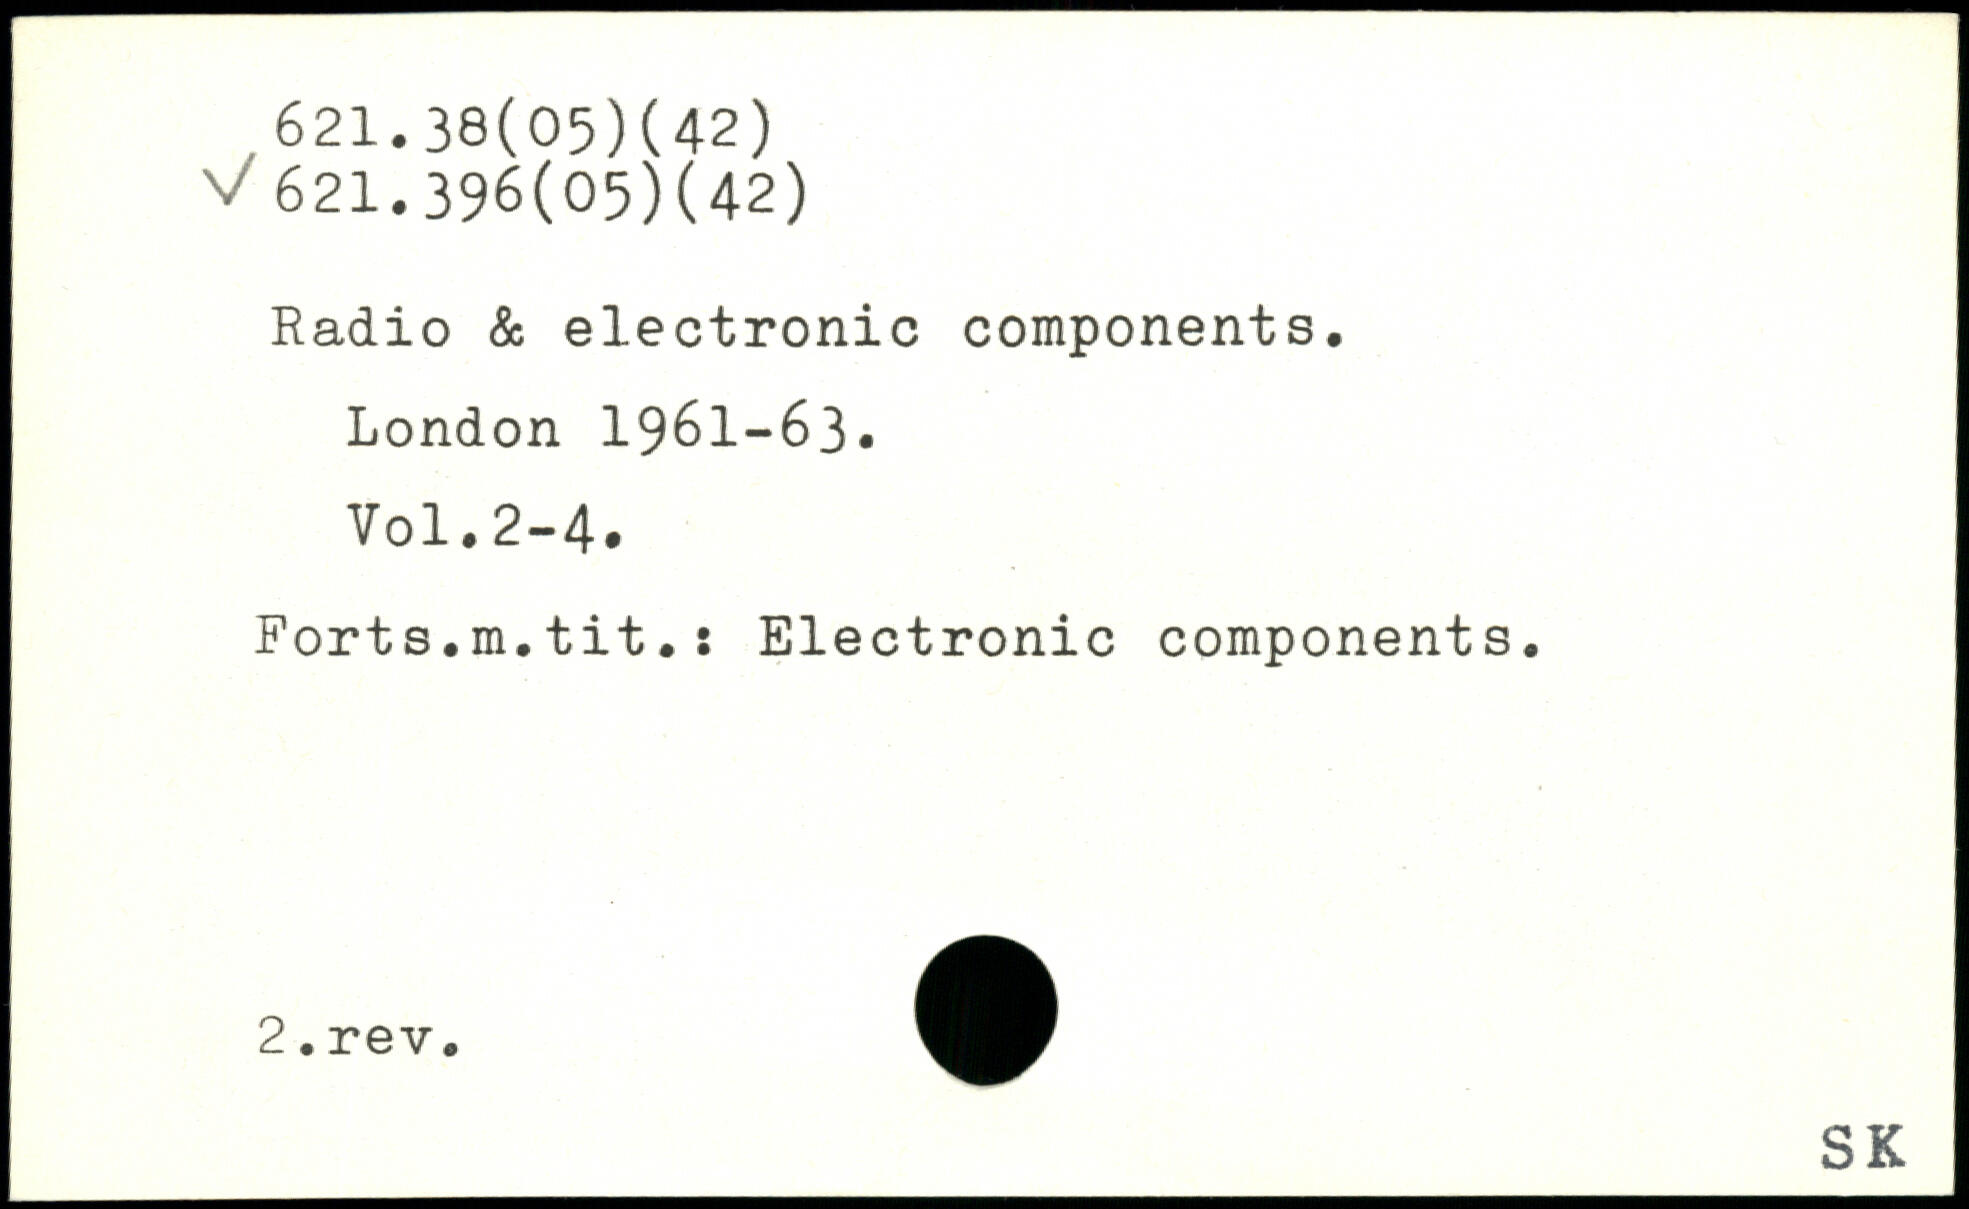 621.38(05)(42)
✓ 621.396(05)(42)
Radio & electronic components.
London 1961-63.
Vol.2-4.
Forts.m.tit.: Electronic components.
2.rev.
SK